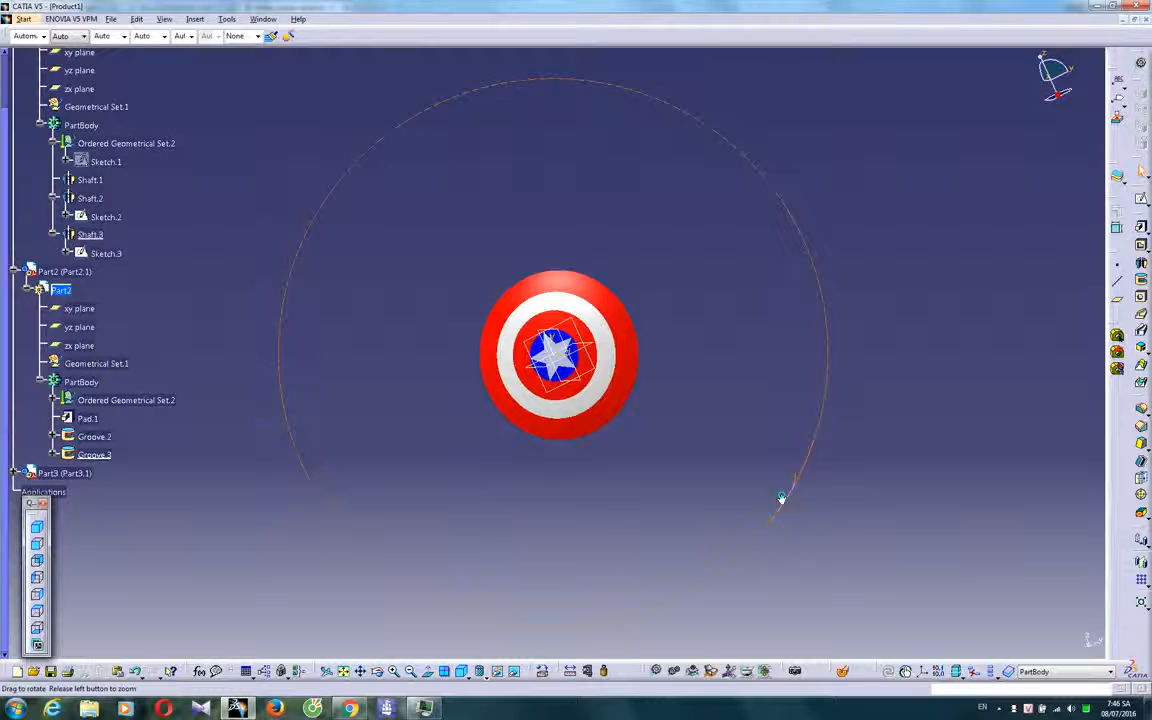 CATIA V5 - [Product1]
Start ENOVIA V5 VPM File Edit View Insert Tools Window Help
Autom. Auto Auto Auto Aul Aul None
xy plane
yz plane
zx plane
Geometrical Set.1
PartBody
Ordered Geometrical Set.2
Sketch.1
Shaft.1
Shaft.2
Sketch.2
Shaft.3
Sketch.3
Part2 (Part2.1)
Part2
xy plane
yz plane
zx plane
Geometrical Set.1
PartBody
Ordered Geometrical Set.2
Pad.1
Groove.2
Groove.3
Part3 (Part3.1)
Applications
Q...
PartBody
CATIA
Drag to rotate Release left button to zoom
EN
7:46 SA
08/07/2016